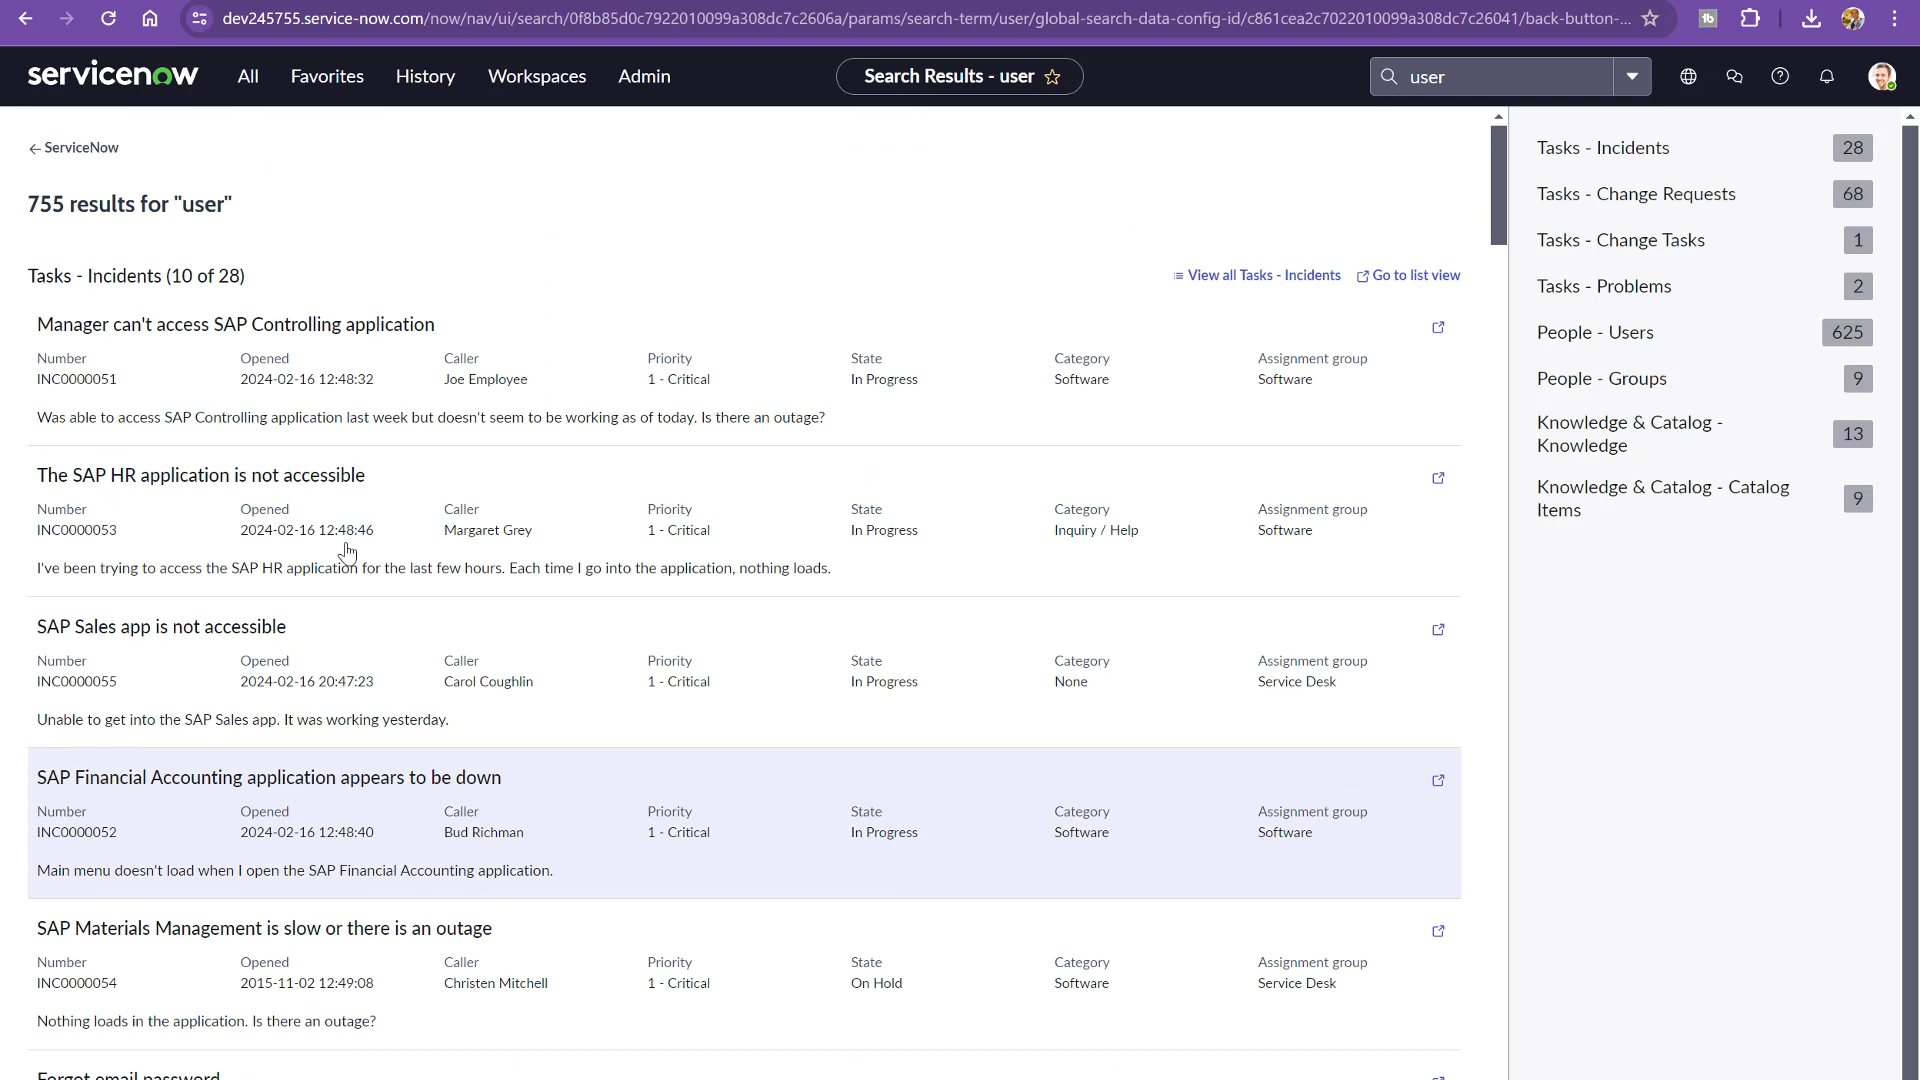 dev245755.service-now.com/now/nav/ui/search/0f8b85d0c7922010099a308dc7c2606a/params/search-term/user/global-search-data-config-id/c861cea2c7022010099a308dc7c26041/back-button-...
servicenow All Favorites History Workspaces Admin Search Results - user user
ServiceNow
755 results for "user"
Tasks - Incidents (10 of 28) View all Tasks - Incidents Go to list view
Manager can't access SAP Controlling application
Number Opened Caller Priority State Category Assignment group
INC0000051 2024-02-16 12:48:32 Joe Employee 1 - Critical In Progress Software Software
Was able to access SAP Controlling application last week but doesn't seem to be working as of today. Is there an outage?
The SAP HR application is not accessible
Number Opened Caller Priority State Category Assignment group
INC0000053 2024-02-16 12:48:46 Margaret Grey 1 - Critical In Progress Inquiry / Help Software
I've been trying to access the SAP HR application for the last few hours. Each time I go into the application, nothing loads.
SAP Sales app is not accessible
Number Opened Caller Priority State Category Assignment group
INC0000055 2024-02-16 20:47:23 Carol Coughlin 1 - Critical In Progress None Service Desk
Unable to get into the SAP Sales app. It was working yesterday.
SAP Financial Accounting application appears to be down
Number Opened Caller Priority State Category Assignment group
INC0000052 2024-02-16 12:48:40 Bud Richman 1 - Critical In Progress Software Software
Main menu doesn't load when I open the SAP Financial Accounting application.
SAP Materials Management is slow or there is an outage
Number Opened Caller Priority State Category Assignment group
INC0000054 2015-11-02 12:49:08 Christen Mitchell 1 - Critical On Hold Software Service Desk
Nothing loads in the application. Is there an outage?
Forgot email password
Tasks - Incidents 28
Tasks - Change Requests 68
Tasks - Change Tasks 1
Tasks - Problems 2
People - Users 625
People - Groups 9
Knowledge & Catalog -
Knowledge 13
Knowledge & Catalog - Catalog
Items 9